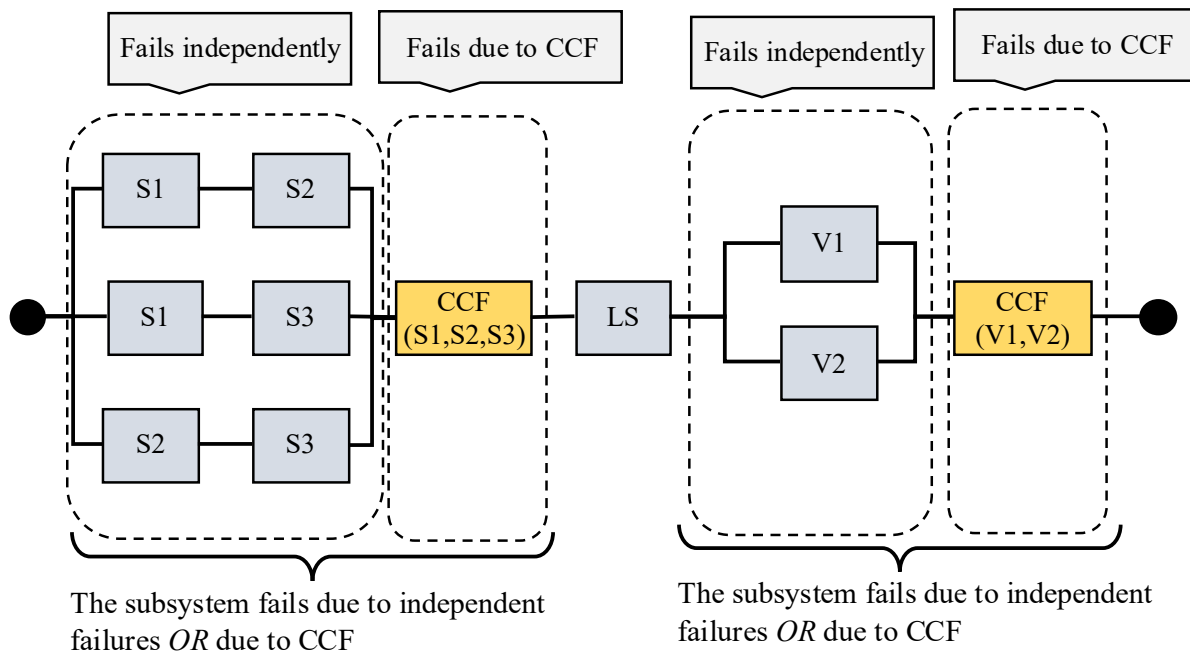 Fails independently
Fails due to CCF
Fails independently
Fails due to CCF
S1
S2
S1
S3
S2
S3
CCF
(S1,S2,S3)
LS
V1
V2
CCF
(V1,V2)
The subsystem fails due to independent
failures OR due to CCF
The subsystem fails due to independent
failures OR due to CCF